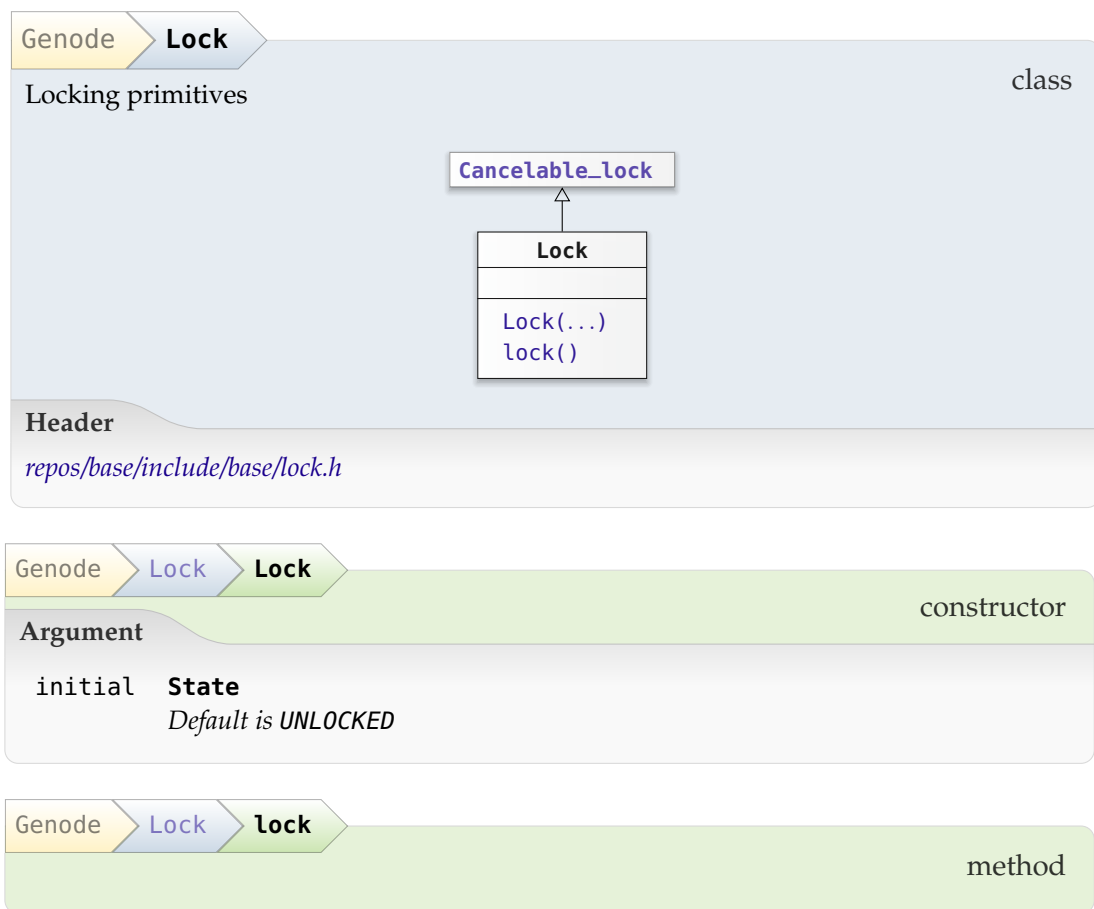 Genode Lock
class
Locking primitives
Cancelable_lock
Lock
Lock(...)
lock()
Header
repos/base/include/base/lock.h
Genode Lock Lock
constructor
Argument
initial State
Default is UNLOCKED
Genode Lock lock
method